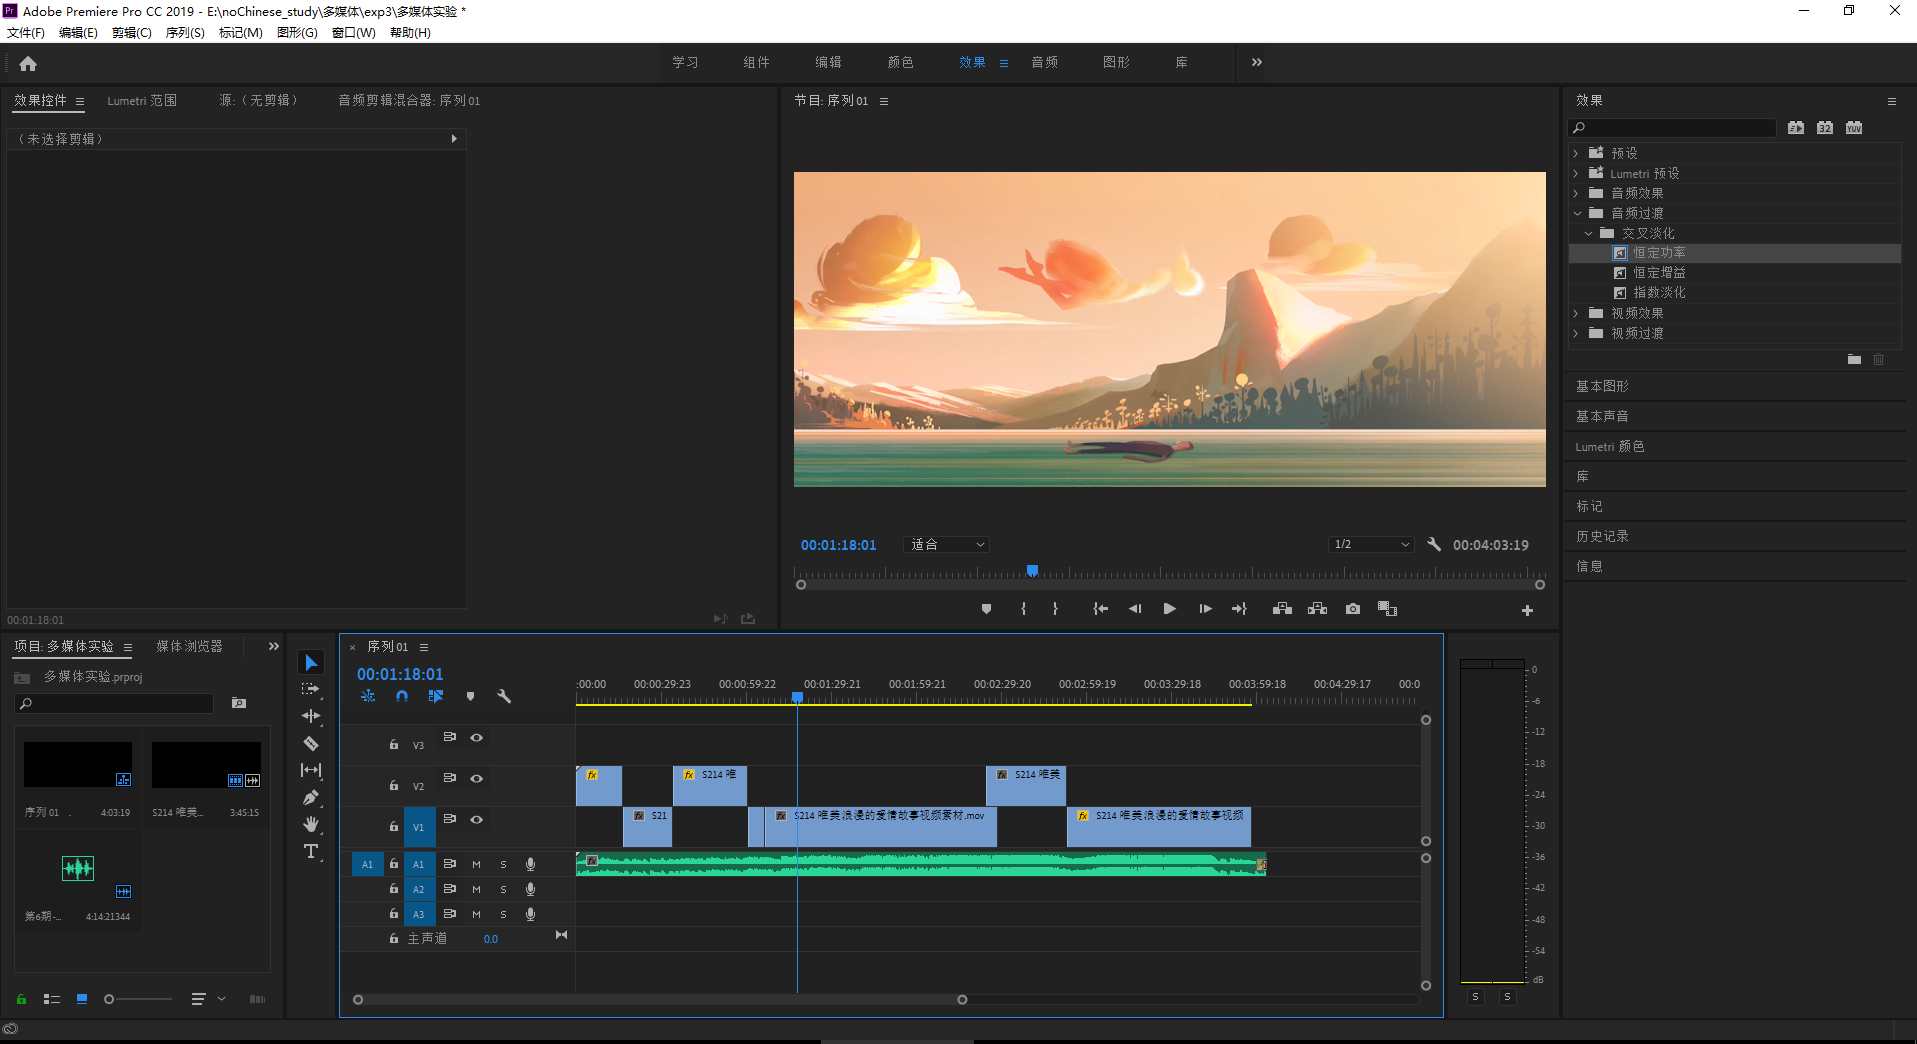 Adobe Premiere Pro CC 2019 - E:\noChinese_study\多媒体\exp3\多媒体实验 *
文件(F) 编辑(E) 剪辑(C) 序列(S) 标记(M) 图形(G) 窗口(W) 帮助(H)
学习 组件 编辑 颜色 效果 音频 图形 库
效果控件 Lumetri 范围 源:（无剪辑） 音频剪辑混合器: 序列 01
（未选择剪辑）
00:01:18:01
节目: 序列 01
00:01:18:01 适合 1/2 00:04:03:19
效果
32 YUV
预设
Lumetri 预设
音频效果
音频过渡
交叉淡化
恒定功率
恒定增益
指数淡化
视频效果
视频过渡
基本图形
基本声音
Lumetri 颜色
库
标记
历史记录
信息
项目: 多媒体实验 媒体浏览器
多媒体实验.prproj
序列 01 . 4:03:19 S214 唯美... 3:45:15
第6期-... 4:14:21344
× 序列 01
00:01:18:01
:00:00 00:00:29:23 00:00:59:22 00:01:29:21 00:01:59:21 00:02:29:20 00:02:59:19 00:03:29:18 00:03:59:18 00:04:29:17 00:0
V3
V2 fx fx S214 唯 fx S214 唯美
V1 fx S21 fx S214 唯美浪漫的爱情故事视频素材.mov fx S214 唯美浪漫的爱情故事视频
A1 A1 M S fx
A2 M S
A3 M S
主声道 0.0
0
-6
-12
-18
-24
-30
-36
-42
-48
-54
dB
S S